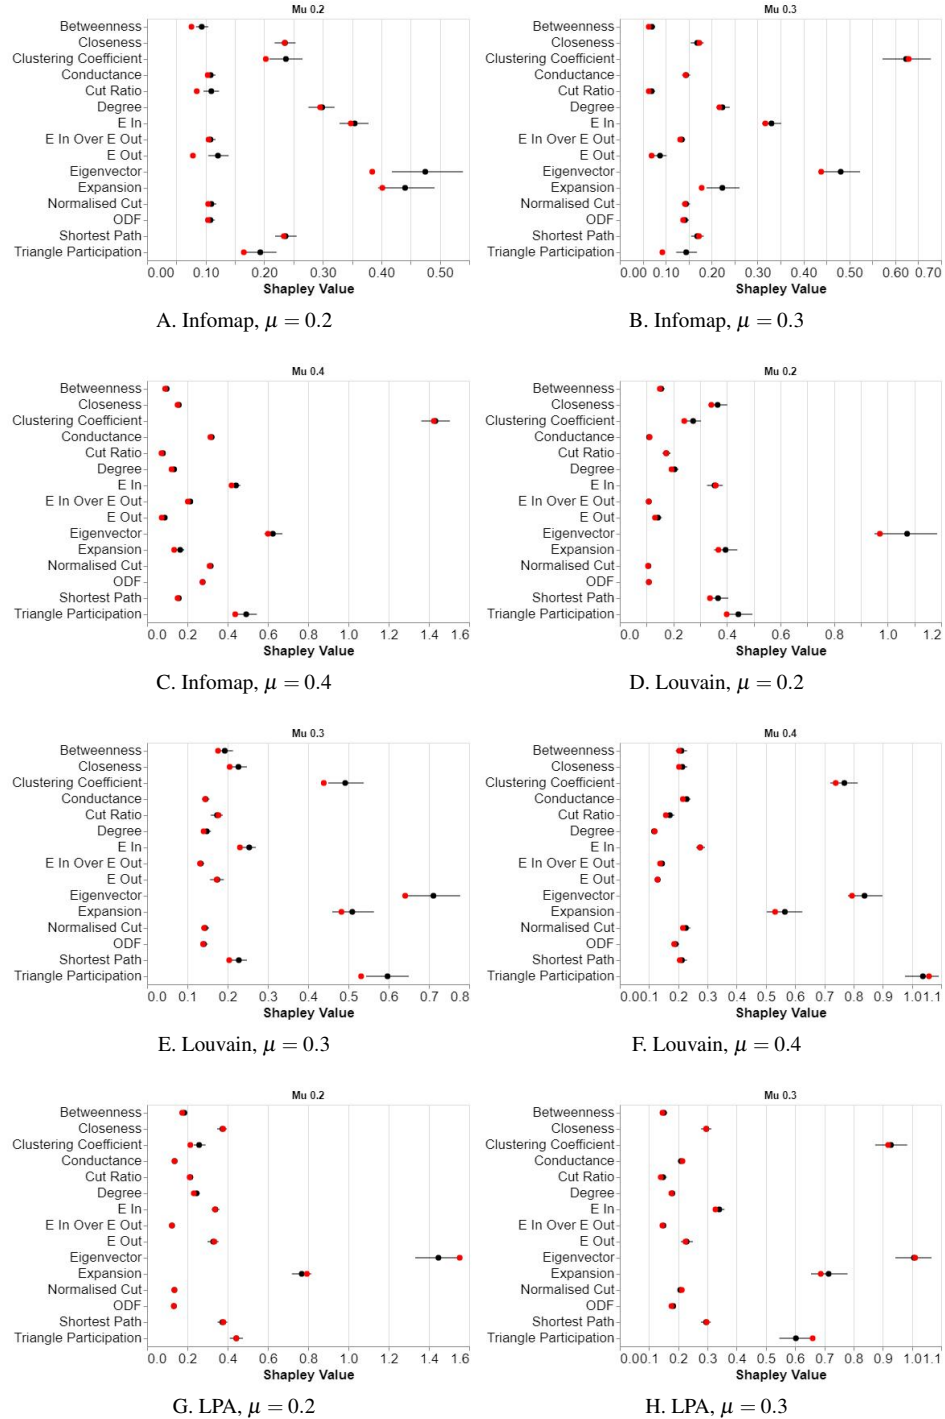 Mu 0.2
Betweenness
Closeness
Clustering Coefficient
Conductance
Cut Ratio
Degree
E In
E In Over E Out
E Out
Eigenvector
Expansion
Normalised Cut
ODF
Shortest Path
Triangle Participation
0.00 0.10 0.20 0.30 0.40 0.50
Shapley Value
A. Infomap, μ = 0.2
Mu 0.3
Betweenness
Closeness
Clustering Coefficient
Conductance
Cut Ratio
Degree
E In
E In Over E Out
E Out
Eigenvector
Expansion
Normalised Cut
ODF
Shortest Path
Triangle Participation
0.00 0.10 0.20 0.30 0.40 0.50 0.60 0.70
Shapley Value
B. Infomap, μ = 0.3
Mu 0.4
Betweenness
Closeness
Clustering Coefficient
Conductance
Cut Ratio
Degree
E In
E In Over E Out
E Out
Eigenvector
Expansion
Normalised Cut
ODF
Shortest Path
Triangle Participation
0.0 0.2 0.4 0.6 0.8 1.0 1.2 1.4 1.6
Shapley Value
C. Infomap, μ = 0.4
Mu 0.2
Betweenness
Closeness
Clustering Coefficient
Conductance
Cut Ratio
Degree
E In
E In Over E Out
E Out
Eigenvector
Expansion
Normalised Cut
ODF
Shortest Path
Triangle Participation
0.0 0.2 0.4 0.6 0.8 1.0 1.2
Shapley Value
D. Louvain, μ = 0.2
Mu 0.3
Betweenness
Closeness
Clustering Coefficient
Conductance
Cut Ratio
Degree
E In
E In Over E Out
E Out
Eigenvector
Expansion
Normalised Cut
ODF
Shortest Path
Triangle Participation
0.0 0.1 0.2 0.3 0.4 0.5 0.6 0.7 0.8
Shapley Value
E. Louvain, μ = 0.3
Mu 0.4
Betweenness
Closeness
Clustering Coefficient
Conductance
Cut Ratio
Degree
E In
E In Over E Out
E Out
Eigenvector
Expansion
Normalised Cut
ODF
Shortest Path
Triangle Participation
0.0 0.1 0.2 0.3 0.4 0.5 0.6 0.7 0.8 0.9 1.0 1.1
Shapley Value
F. Louvain, μ = 0.4
Mu 0.2
Betweenness
Closeness
Clustering Coefficient
Conductance
Cut Ratio
Degree
E In
E In Over E Out
E Out
Eigenvector
Expansion
Normalised Cut
ODF
Shortest Path
Triangle Participation
0.0 0.2 0.4 0.6 0.8 1.0 1.2 1.4 1.6
Shapley Value
G. LPA, μ = 0.2
Mu 0.3
Betweenness
Closeness
Clustering Coefficient
Conductance
Cut Ratio
Degree
E In
E In Over E Out
E Out
Eigenvector
Expansion
Normalised Cut
ODF
Shortest Path
Triangle Participation
0.0 0.1 0.2 0.3 0.4 0.5 0.6 0.7 0.8 0.9 1.0 1.1
Shapley Value
H. LPA, μ = 0.3